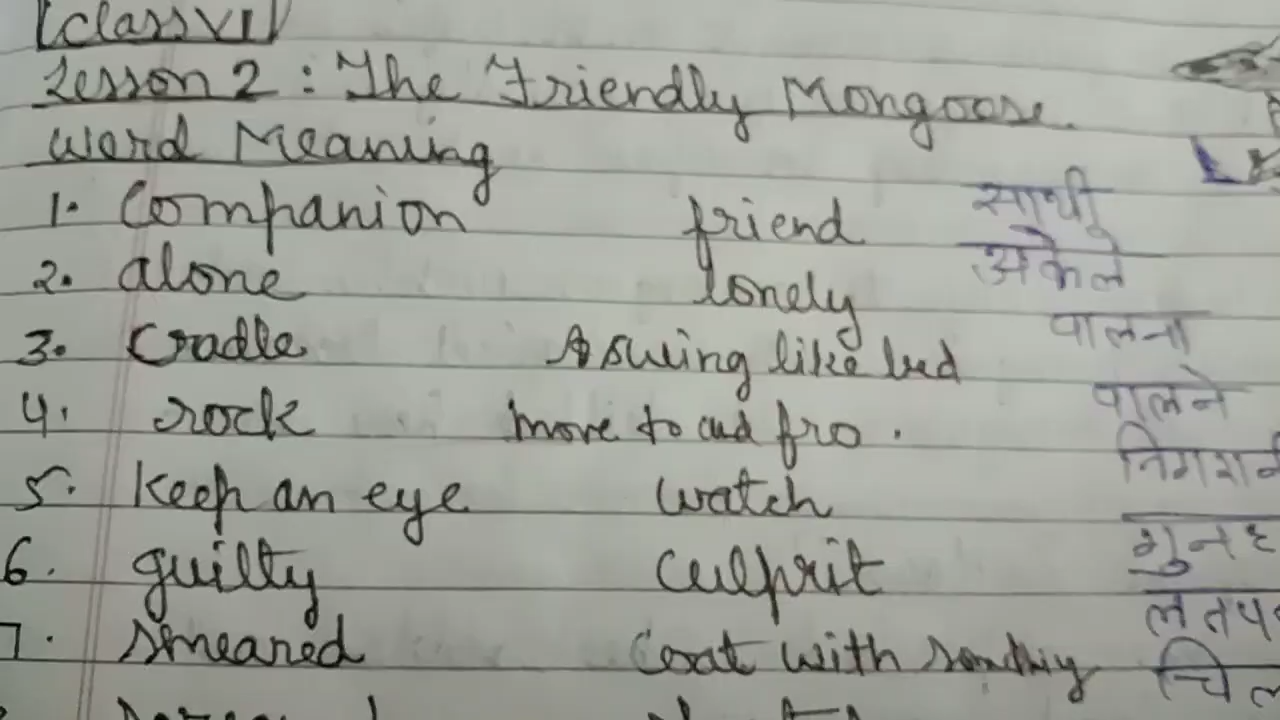 [Class VI]
Lesson 2 : The Friendly Mongoose.
Word Meaning
1. Companion friend साथी
2. alone lonely अकेले
3. Cradle A swing like bed पालना
4. rock move to and fro . पालने
5. Keep an eye watch
6. guilty culprit
7. Smeared Coat with